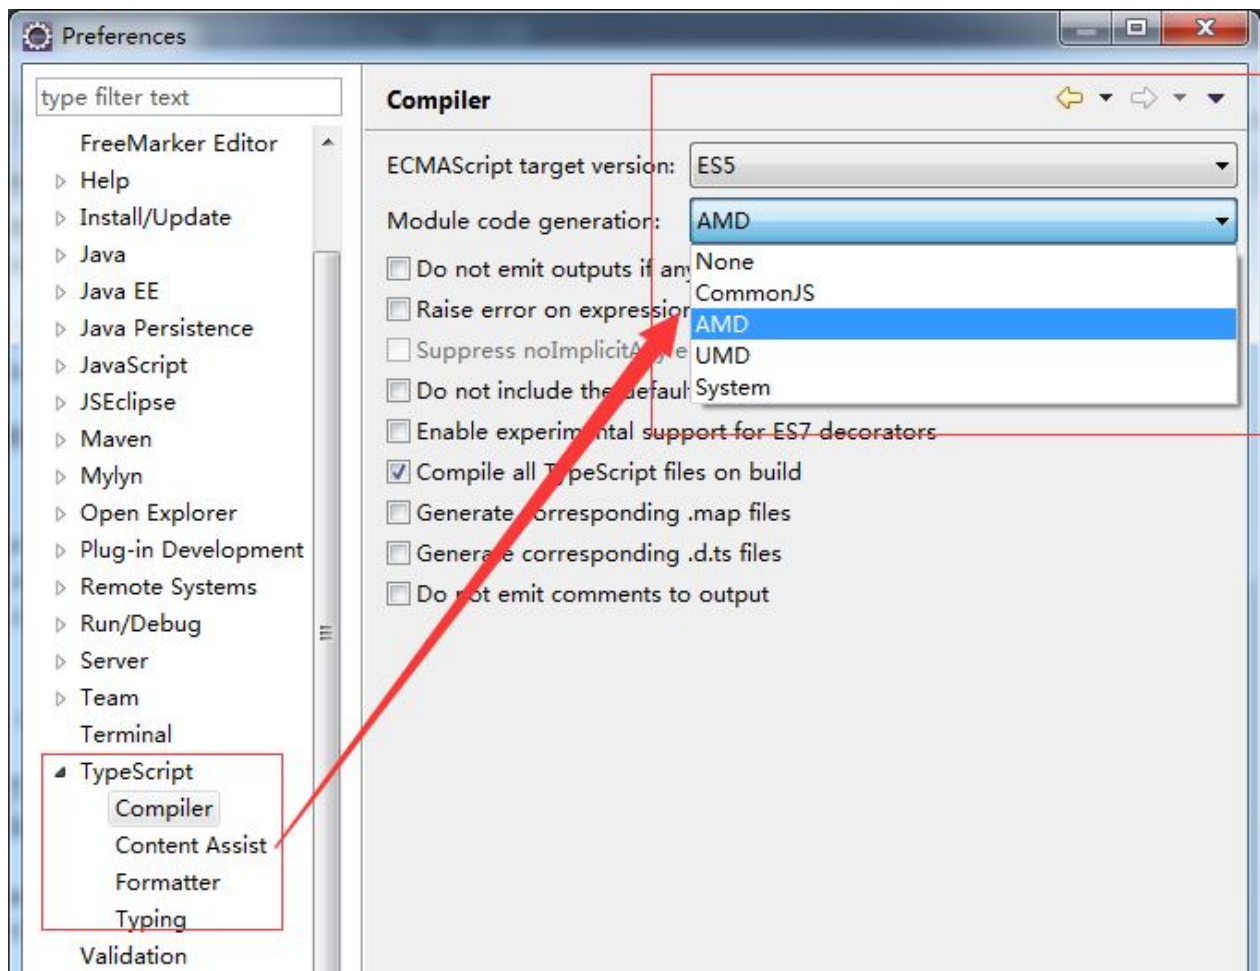 Preferences
type filter text
FreeMarker Editor
Help
Install/Update
Java
Java EE
Java Persistence
JavaScript
JSEclipse
Maven
Mylyn
Open Explorer
Plug-in Development
Remote Systems
Run/Debug
Server
Team
Terminal
TypeScript
Compiler
Content Assist
Formatter
Typing
Validation
Compiler
ECMAScript target version: ES5
Module code generation: AMD
None
CommonJS
AMD
UMD
System
Do not emit outputs if any
Raise error on expression
Suppress noImplicitAny e
Do not include the default
Enable experimental support for ES7 decorators
Compile all TypeScript files on build
Generate corresponding .map files
Generate corresponding .d.ts files
Do not emit comments to output